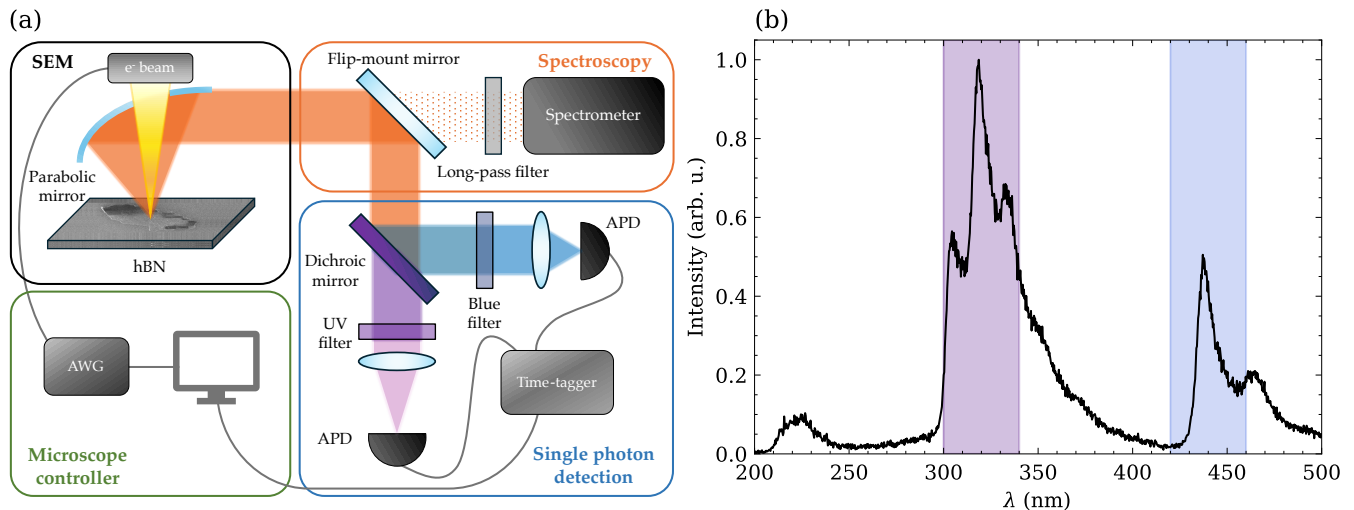 (a)
SEM
e⁻ beam
Parabolic
mirror
hBN
Flip-mount mirror
Spectroscopy
Spectrometer
Long-pass filter
APD
Dichroic
mirror
Blue
filter
UV
filter
Time-tagger
APD
Single photon
detection
AWG
Microscope
controller
(b)
Intensity (arb. u.)
1.0
0.8
0.6
0.4
0.2
0.0
200 250 300 350 400 450 500
λ (nm)